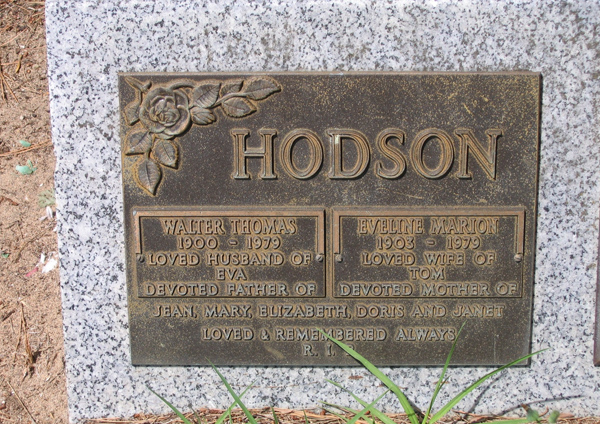 HODSON
WALTER THOMAS
1900 - 1979
LOVED HUSBAND OF
EVA
DEVOTED FATHER OF
EVELINE MARION
1903 - 1979
LOVED WIFE OF
TOM
DEVOTED MOTHER OF
JEAN, MARY, ELIZABETH, DORIS AND JANET
LOVED & REMEMBERED ALWAYS
R. I. P.